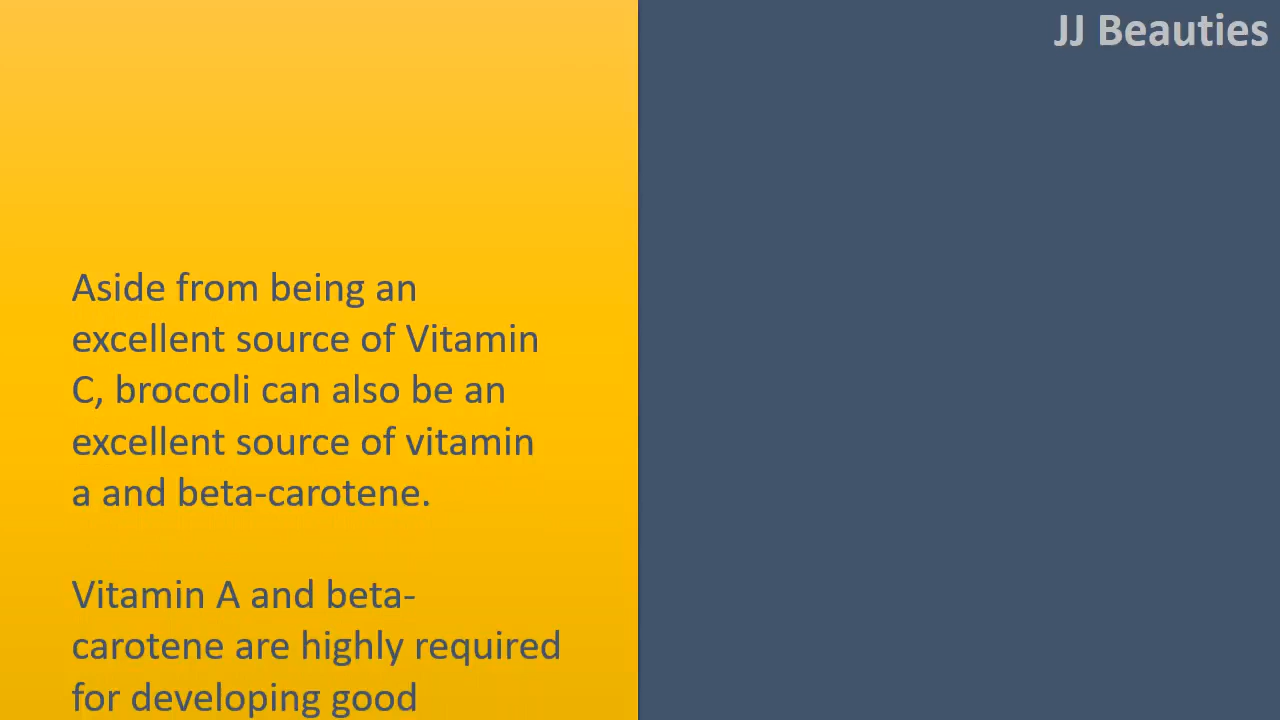 JJ Beauties
Aside from being an
excellent source of Vitamin
C, broccoli can also be an
excellent source of vitamin
a and beta-carotene.
Vitamin A and beta-
carotene are highly required
for developing good